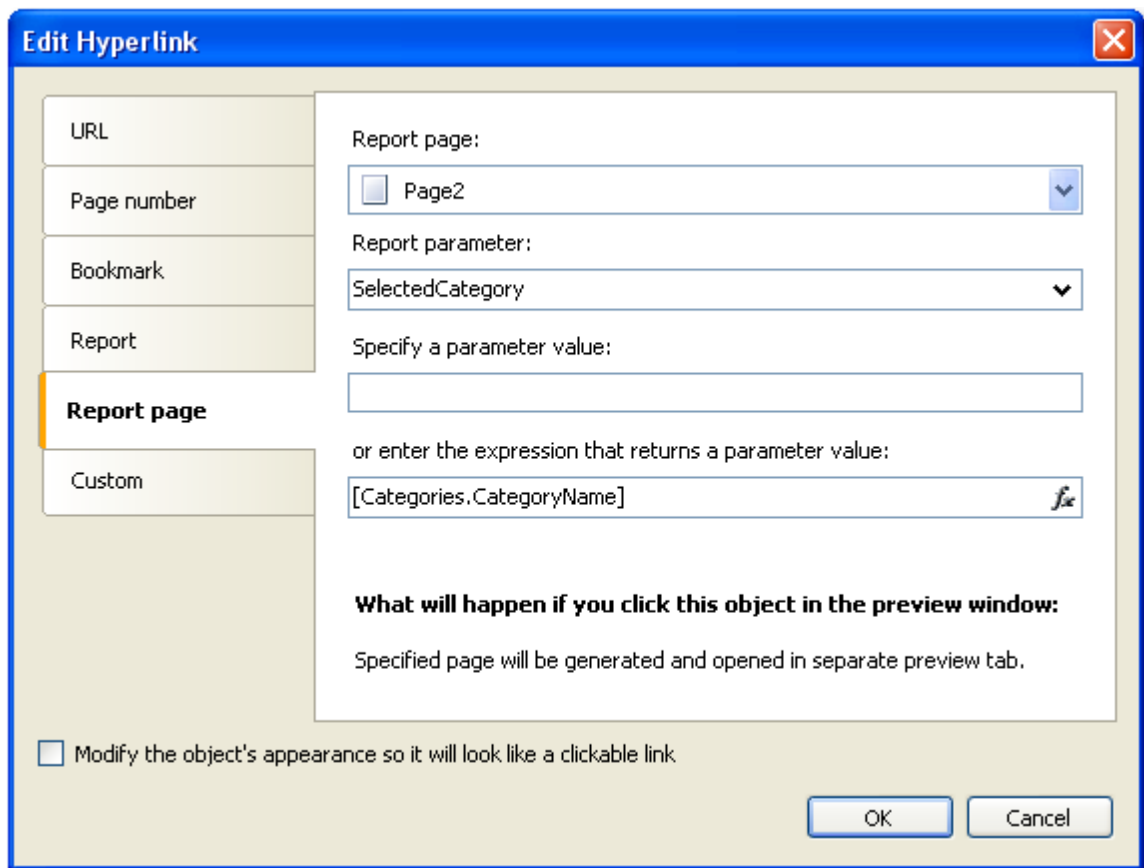 Edit Hyperlink
URL
Page number
Bookmark
Report
Report page
Custom
Report page:
Page2
Report parameter:
SelectedCategory
Specify a parameter value:
or enter the expression that returns a parameter value:
[Categories.CategoryName]
fx
What will happen if you click this object in the preview window:
Specified page will be generated and opened in separate preview tab.
Modify the object's appearance so it will look like a clickable link
OK
Cancel